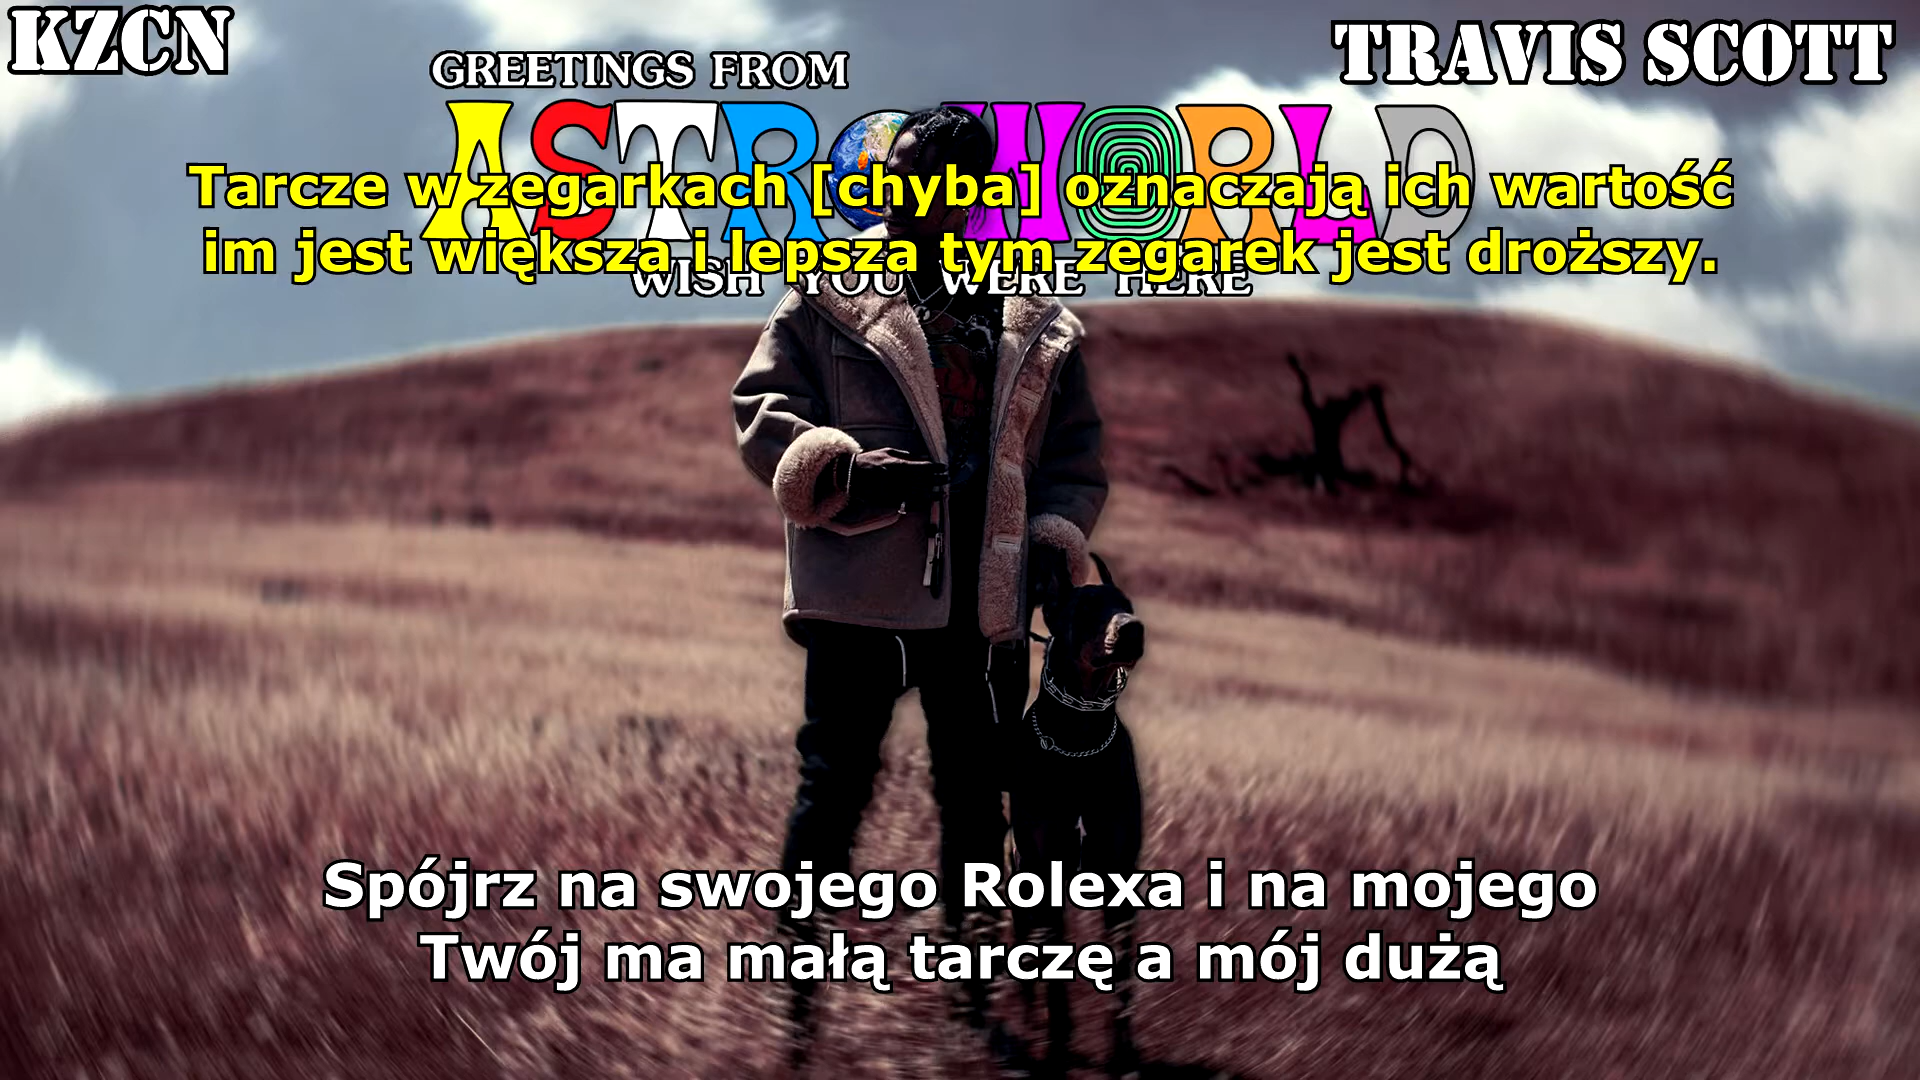 KZCN
TRAVIS SCOTT
GREETINGS FROM
ASTROWORLD
Tarcze w zegarkach [chyba] oznaczają ich wartość
im jest większa i lepsza tym zegarek jest droższy.
WISH YOU WERE HERE
Spójrz na swojego Rolexa i na mojego
Twój ma małą tarczę a mój dużą